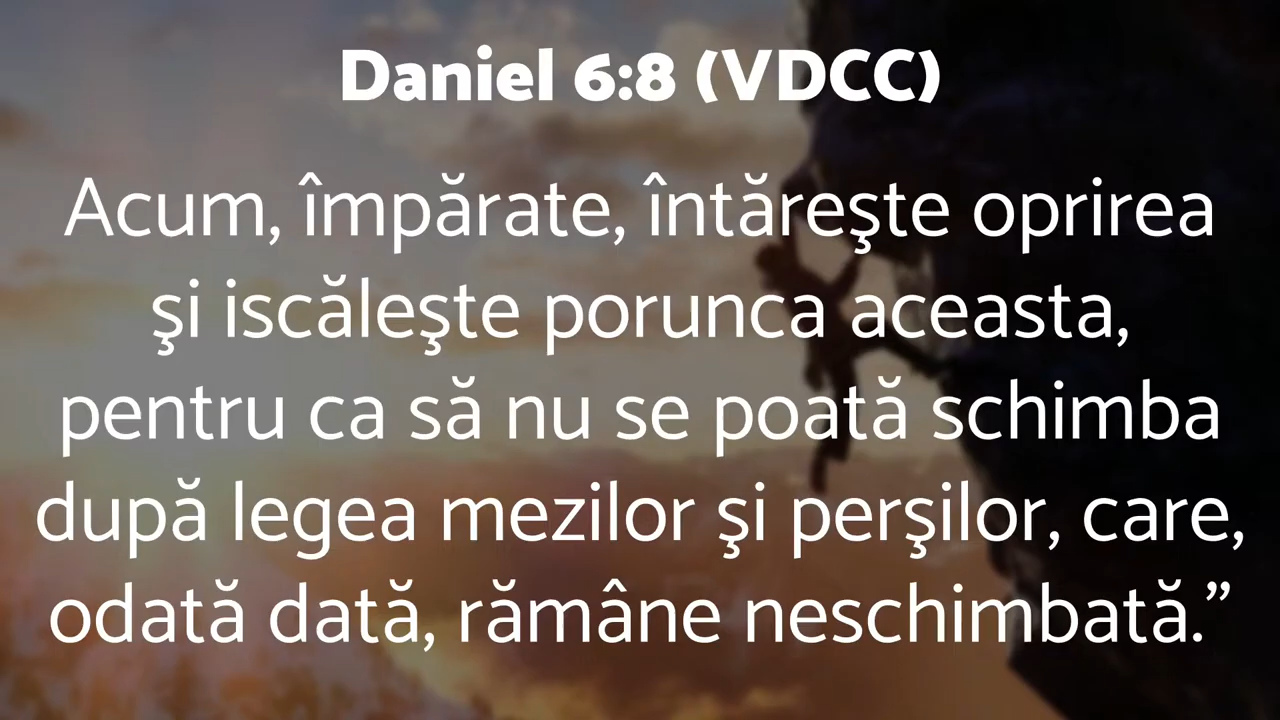 Daniel 6:8 (VDCC)
Acum, împărate, întăreşte oprirea
şi iscăleşte porunca aceasta,
pentru ca să nu se poată schimba
după legea mezilor şi perşilor, care,
odată dată, rămâne neschimbată.”